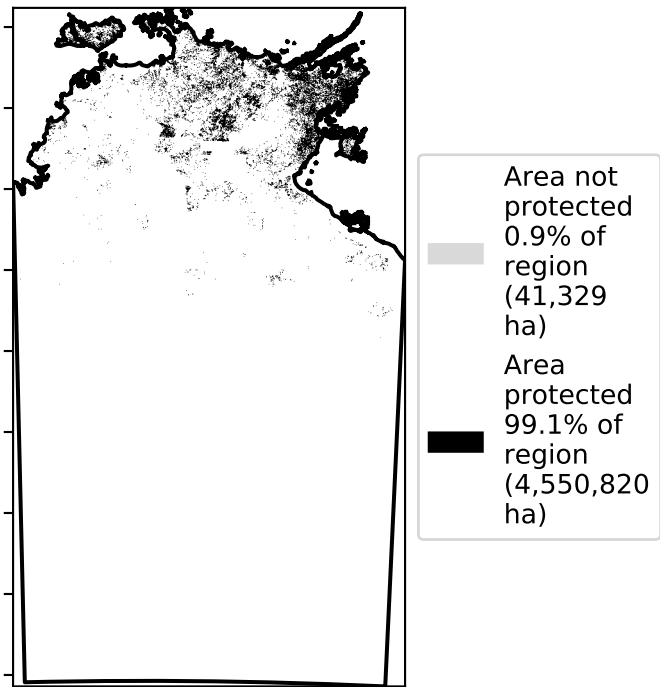 Area not
protected
0.9% of
region
(41,329
ha)
Area
protected
99.1% of
region
(4,550,820
ha)